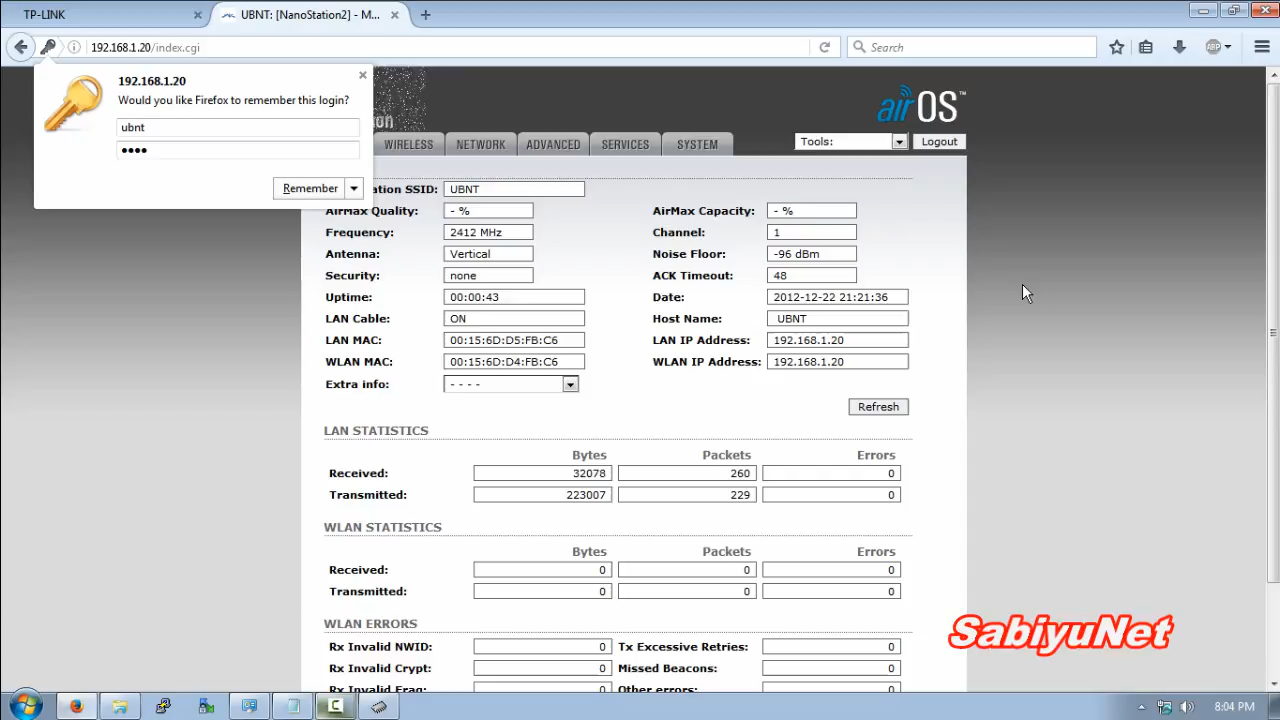 TP-LINK
UBNT: [NanoStation2] - M...
192.168.1.20/index.cgi
Search
ABP
192.168.1.20
Would you like Firefox to remember this login?
ubnt
••••
Remember
airOS™
WIRELESS NETWORK ADVANCED SERVICES SYSTEM
Tools:
Logout
SSID: UBNT
AirMax Quality: - % AirMax Capacity: - %
Frequency: 2412 MHz Channel: 1
Antenna: Vertical Noise Floor: -96 dBm
Security: none ACK Timeout: 48
Uptime: 00:00:43 Date: 2012-12-22 21:21:36
LAN Cable: ON Host Name: UBNT
LAN MAC: 00:15:6D:D5:FB:C6 LAN IP Address: 192.168.1.20
WLAN MAC: 00:15:6D:D4:FB:C6 WLAN IP Address: 192.168.1.20
Extra info: - - - -
Refresh
LAN STATISTICS
Bytes Packets Errors
Received: 32078 260 0
Transmitted: 223007 229 0
WLAN STATISTICS
Bytes Packets Errors
Received: 0 0 0
Transmitted: 0 0 0
WLAN ERRORS
Rx Invalid NWID: 0 Tx Excessive Retries: 0
Rx Invalid Crypt: 0 Missed Beacons: 0
Rx Invalid Frag: 0 Other errors: 0
SabiyuNet
8:04 PM